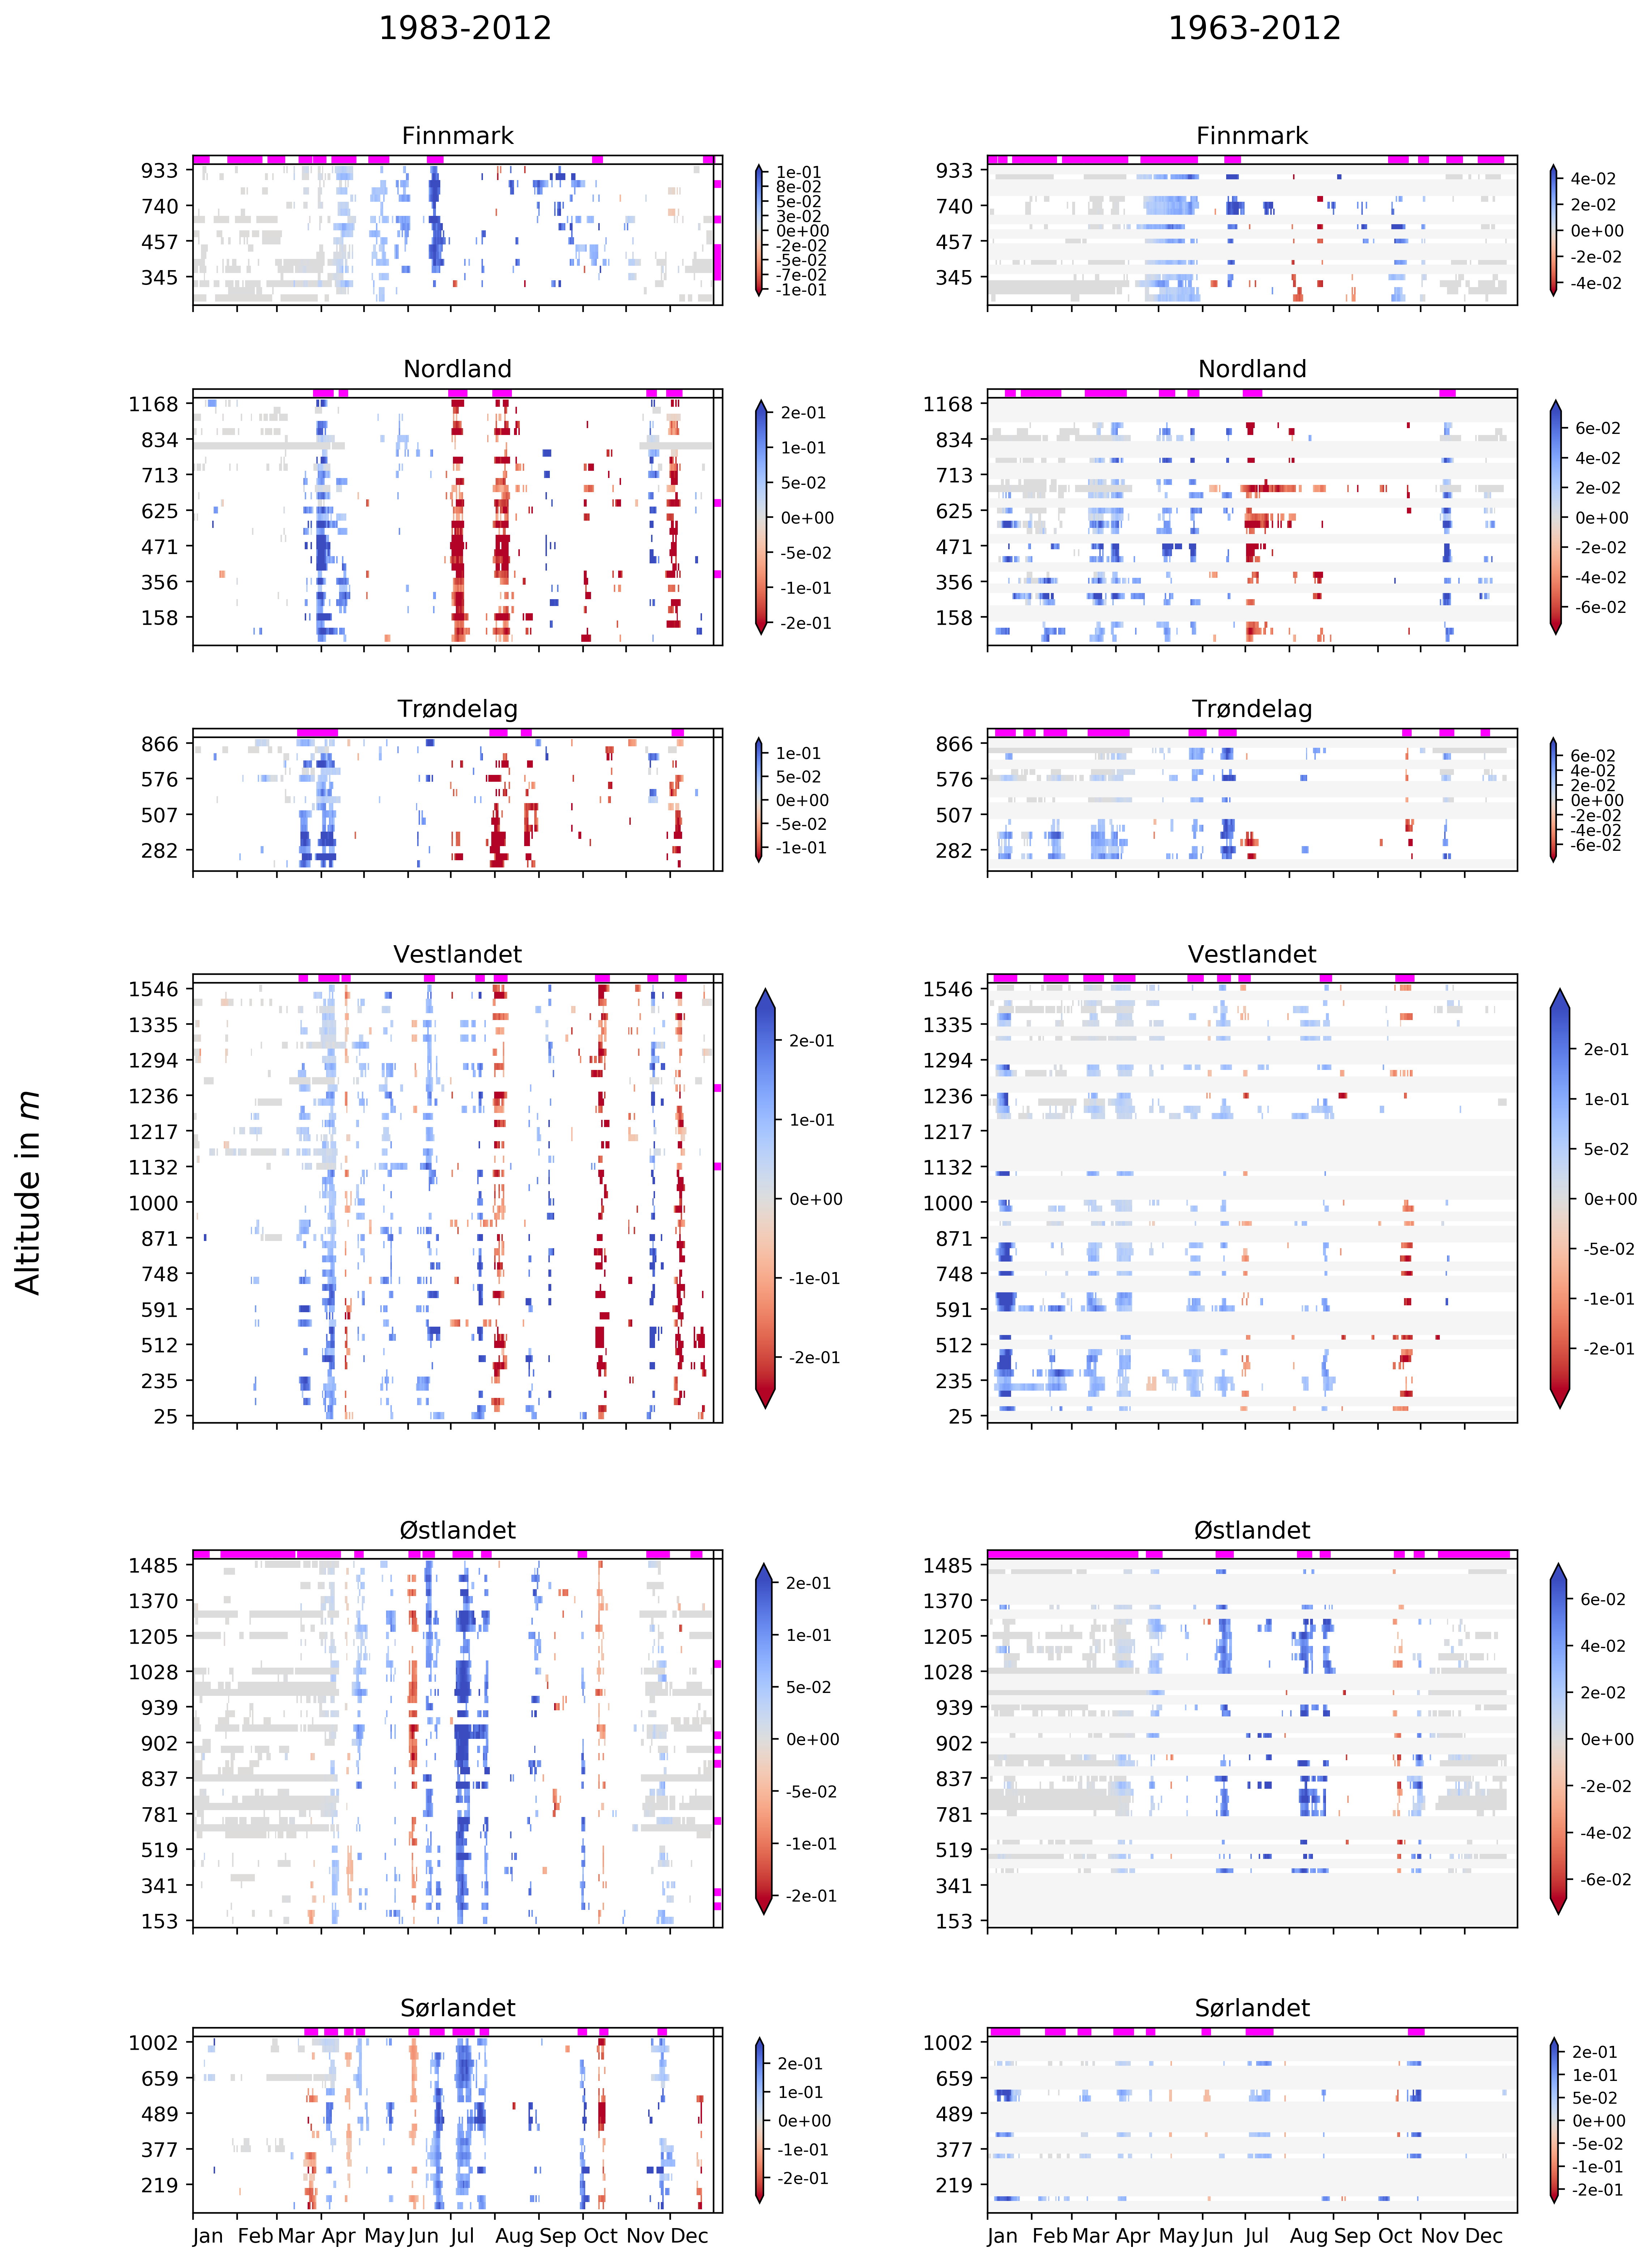 1983-2012
1963-2012
Finnmark
933
740
457
345
1e-01
8e-02
5e-02
3e-02
0e+00
-2e-02
-5e-02
-7e-02
-1e-01
Finnmark
933
740
457
345
4e-02
2e-02
0e+00
-2e-02
-4e-02
Nordland
1168
834
713
625
471
356
158
2e-01
1e-01
5e-02
0e+00
-5e-02
-1e-01
-2e-01
Nordland
1168
834
713
625
471
356
158
6e-02
4e-02
2e-02
0e+00
-2e-02
-4e-02
-6e-02
Trøndelag
866
576
507
282
1e-01
5e-02
0e+00
-5e-02
-1e-01
Trøndelag
866
576
507
282
6e-02
4e-02
2e-02
0e+00
-2e-02
-4e-02
-6e-02
Altitude in m
Vestlandet
1546
1335
1294
1236
1217
1132
1000
871
748
591
512
235
25
2e-01
1e-01
0e+00
-1e-01
-2e-01
Vestlandet
1546
1335
1294
1236
1217
1132
1000
871
748
591
512
235
25
2e-01
1e-01
5e-02
0e+00
-5e-02
-1e-01
-2e-01
Østlandet
1485
1370
1205
1028
939
902
837
781
519
341
153
2e-01
1e-01
5e-02
0e+00
-5e-02
-1e-01
-2e-01
Østlandet
1485
1370
1205
1028
939
902
837
781
519
341
153
6e-02
4e-02
2e-02
0e+00
-2e-02
-4e-02
-6e-02
Sørlandet
1002
659
489
377
219
2e-01
1e-01
0e+00
-1e-01
-2e-01
Jan Feb Mar Apr May Jun Jul Aug Sep Oct Nov Dec
Sørlandet
1002
659
489
377
219
2e-01
1e-01
5e-02
0e+00
-5e-02
-1e-01
-2e-01
Jan Feb Mar Apr May Jun Jul Aug Sep Oct Nov Dec